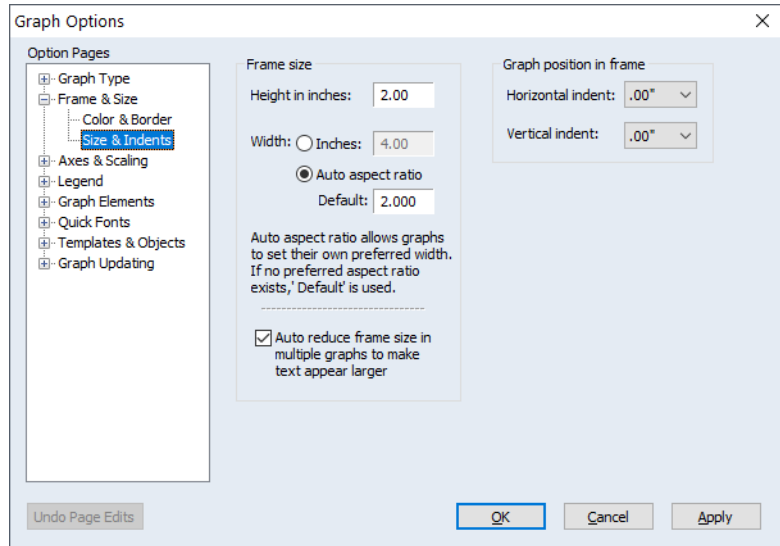 Graph Options
Option Pages
Graph Type
Frame & Size
Color & Border
Size & Indents
Axes & Scaling
Legend
Graph Elements
Quick Fonts
Templates & Objects
Graph Updating
Frame size
Height in inches: 2.00
Width: Inches: 4.00
Auto aspect ratio
Default: 2.000
Auto aspect ratio allows graphs
to set their own preferred width.
If no preferred aspect ratio
exists,' Default' is used.
Auto reduce frame size in
multiple graphs to make
text appear larger
Graph position in frame
Horizontal indent: .00"
Vertical indent: .00"
Undo Page Edits
OK
Cancel
Apply